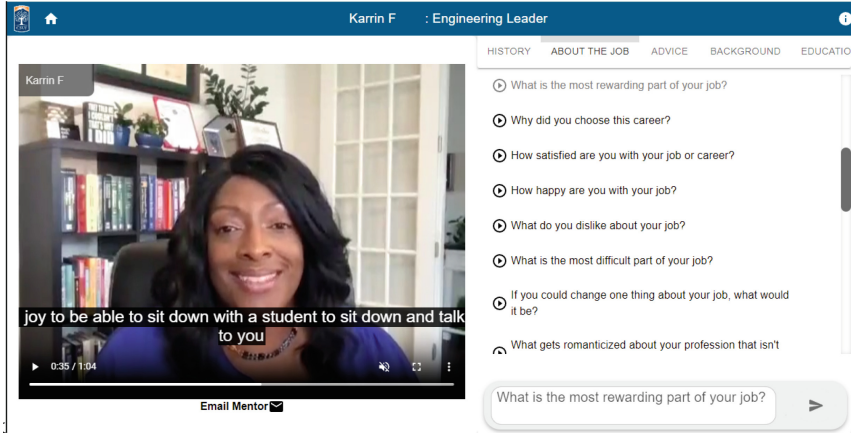 Karrin F : Engineering Leader
HISTORY ABOUT THE JOB ADVICE BACKGROUND EDUCATIO
Karrin F
I DID
joy to be able to sit down with a student to sit down and talk
to you
0:35 / 1:04
Email Mentor
What is the most rewarding part of your job?
Why did you choose this career?
How satisfied are you with your job or career?
How happy are you with your job?
What do you dislike about your job?
What is the most difficult part of your job?
If you could change one thing about your job, what would
it be?
What gets romanticized about your profession that isn't
What is the most rewarding part of your job?